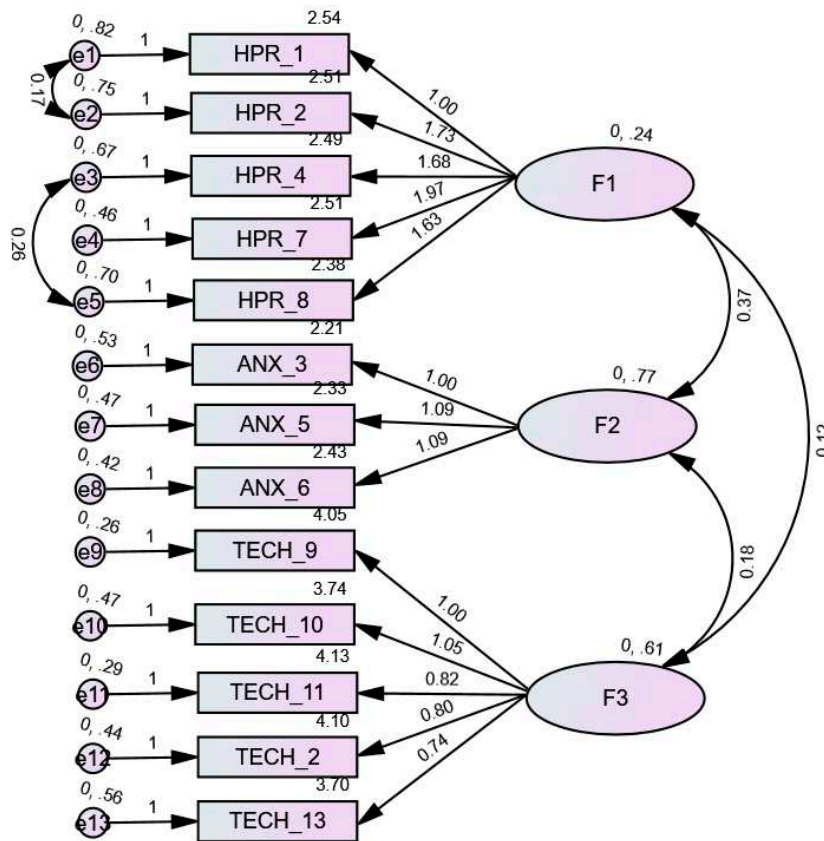 2.54
0, .82
e1
1
HPR_1
0.17
2.51
0, .75
e2
1
HPR_2
2.49
0, .67
e3
1
HPR_4
2.51
0, .46
e4
1
HPR_7
0.26
2.38
0, .70
e5
1
HPR_8
1.00
1.73
1.68
1.97
1.63
0, .24
F1
2.21
0, .53
e6
1
ANX_3
2.33
0, .47
e7
1
ANX_5
2.43
0, .42
e8
1
ANX_6
1.00
1.09
1.09
0, .77
F2
0.37
0.12
0.18
4.05
0, .26
e9
1
TECH_9
3.74
0, .47
e10
1
TECH_10
4.13
0, .29
e11
1
TECH_11
4.10
0, .44
e12
1
TECH_2
3.70
0, .56
e13
1
TECH_13
1.00
1.05
0.82
0.80
0.74
0, .61
F3